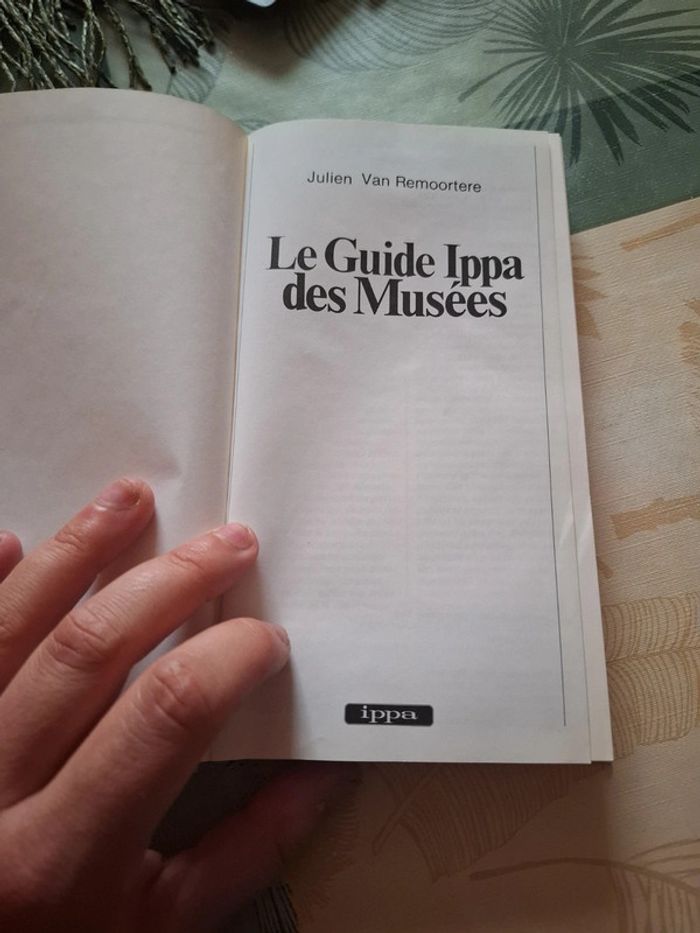 Julien Van Remoortere
Le Guide Ippa
des Musées
ippa